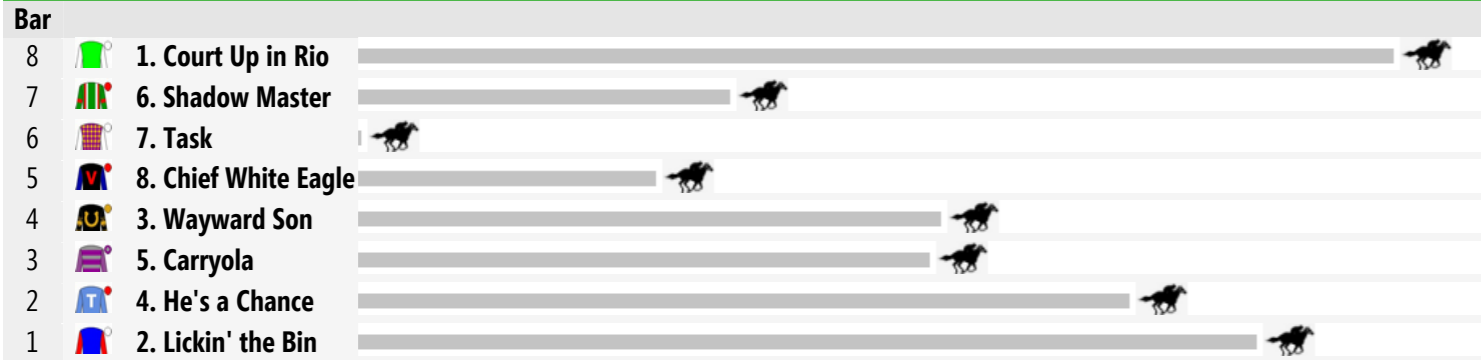 Bar
8 1. Court Up in Rio
7 6. Shadow Master
6 7. Task
5 V 8. Chief White Eagle
4 3. Wayward Son
3 5. Carryola
2 T 4. He's a Chance
1 2. Lickin' the Bin